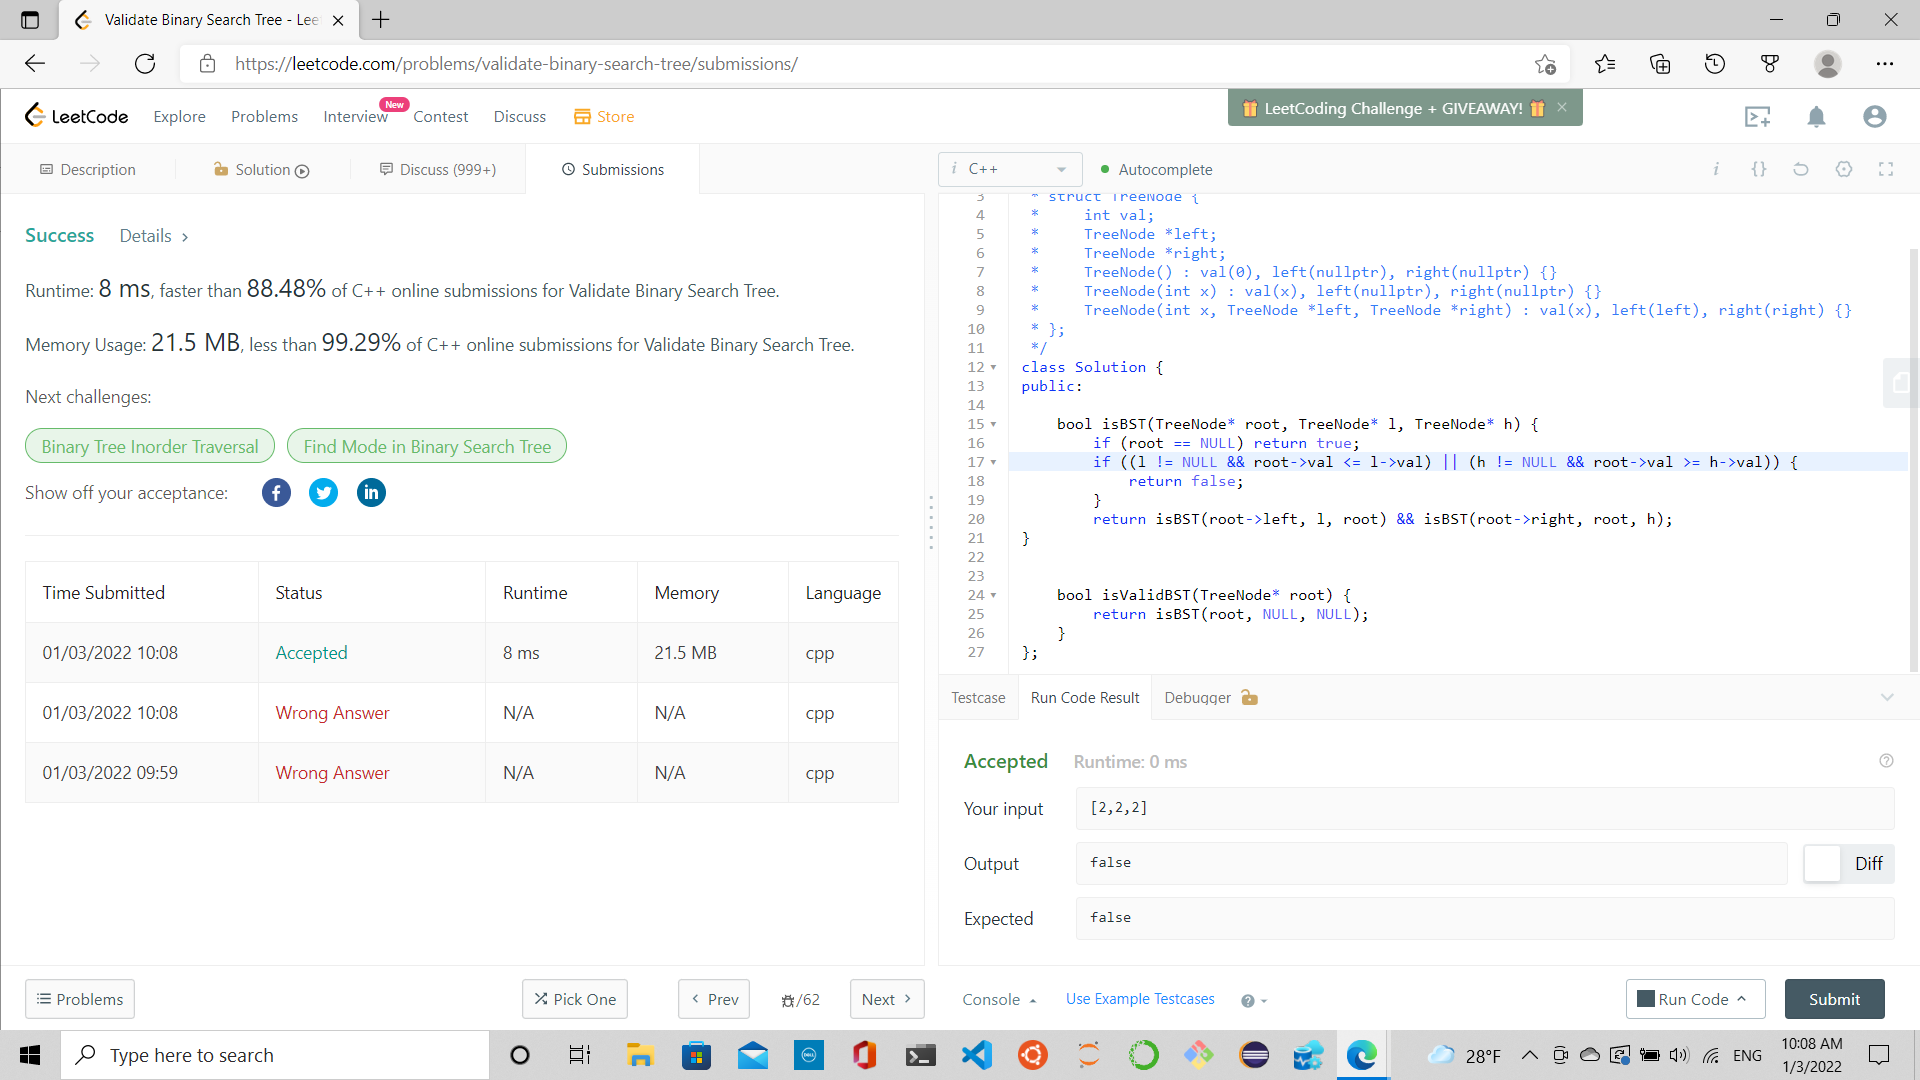 Validate Binary Search Tree - Lee
https://leetcode.com/problems/validate-binary-search-tree/submissions/
LeetCode
Explore
Problems
Interview
New
Contest
Discuss
Store
LeetCoding Challenge + GIVEAWAY!
Description
Solution
Discuss (999+)
Submissions
i C++
Autocomplete
Success
Details
Runtime: 8 ms, faster than 88.48% of C++ online submissions for Validate Binary Search Tree.
Memory Usage: 21.5 MB, less than 99.29% of C++ online submissions for Validate Binary Search Tree.
Next challenges:
Binary Tree Inorder Traversal
Find Mode in Binary Search Tree
Show off your acceptance:
Time Submitted Status Runtime Memory Language
01/03/2022 10:08 Accepted 8 ms 21.5 MB cpp
01/03/2022 10:08 Wrong Answer N/A N/A cpp
01/03/2022 09:59 Wrong Answer N/A N/A cpp
3 * struct TreeNode {
4 *     int val;
5 *     TreeNode *left;
6 *     TreeNode *right;
7 *     TreeNode() : val(0), left(nullptr), right(nullptr) {}
8 *     TreeNode(int x) : val(x), left(nullptr), right(nullptr) {}
9 *     TreeNode(int x, TreeNode *left, TreeNode *right) : val(x), left(left), right(right) {}
10 * };
11 */
12 class Solution {
13 public:
14
15     bool isBST(TreeNode* root, TreeNode* l, TreeNode* h) {
16         if (root == NULL) return true;
17         if ((l != NULL && root->val <= l->val) || (h != NULL && root->val >= h->val)) {
18             return false;
19         }
20         return isBST(root->left, l, root) && isBST(root->right, root, h);
21 }
22
23
24     bool isValidBST(TreeNode* root) {
25         return isBST(root, NULL, NULL);
26     }
27 };
Testcase
Run Code Result
Debugger
Accepted
Runtime: 0 ms
Your input
[2,2,2]
Output
false
Diff
Expected
false
Problems
Pick One
Prev
/62
Next
Console
Use Example Testcases
Run Code
Submit
Type here to search
DELL
28°F
ENG
10:08 AM
1/3/2022